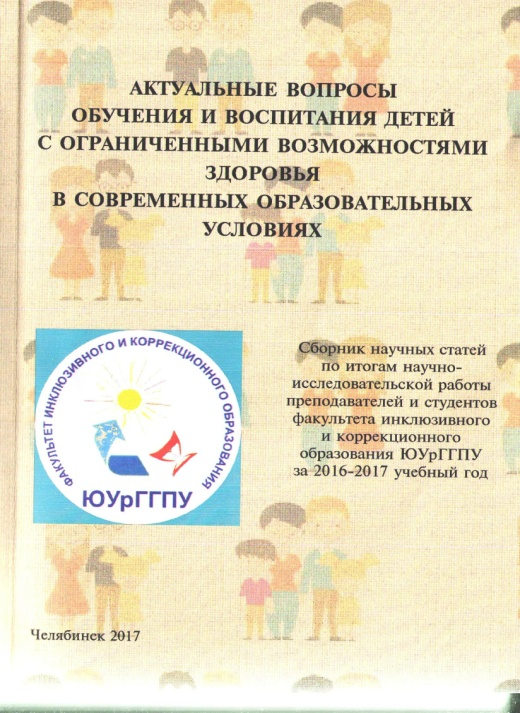 АКТУАЛЬНЫЕ ВОПРОСЫ
ОБУЧЕНИЯ И ВОСПИТАНИЯ ДЕТЕЙ
С ОГРАНИЧЕННЫМИ ВОЗМОЖНОСТЯМИ
ЗДОРОВЬЯ
В СОВРЕМЕННЫХ ОБРАЗОВАТЕЛЬНЫХ
УСЛОВИЯХ
ФАКУЛЬТЕТ ИНКЛЮЗИВНОГО И КОРРЕКЦИОННОГО ОБРАЗОВАНИЯ
ЮУрГГПУ
Сборник научных статей
по итогам научно-
исследовательской работы
преподавателей и студентов
факультета инклюзивного
и коррекционного
образования ЮУрГГПУ
за 2016-2017 учебный год
Челябинск 2017